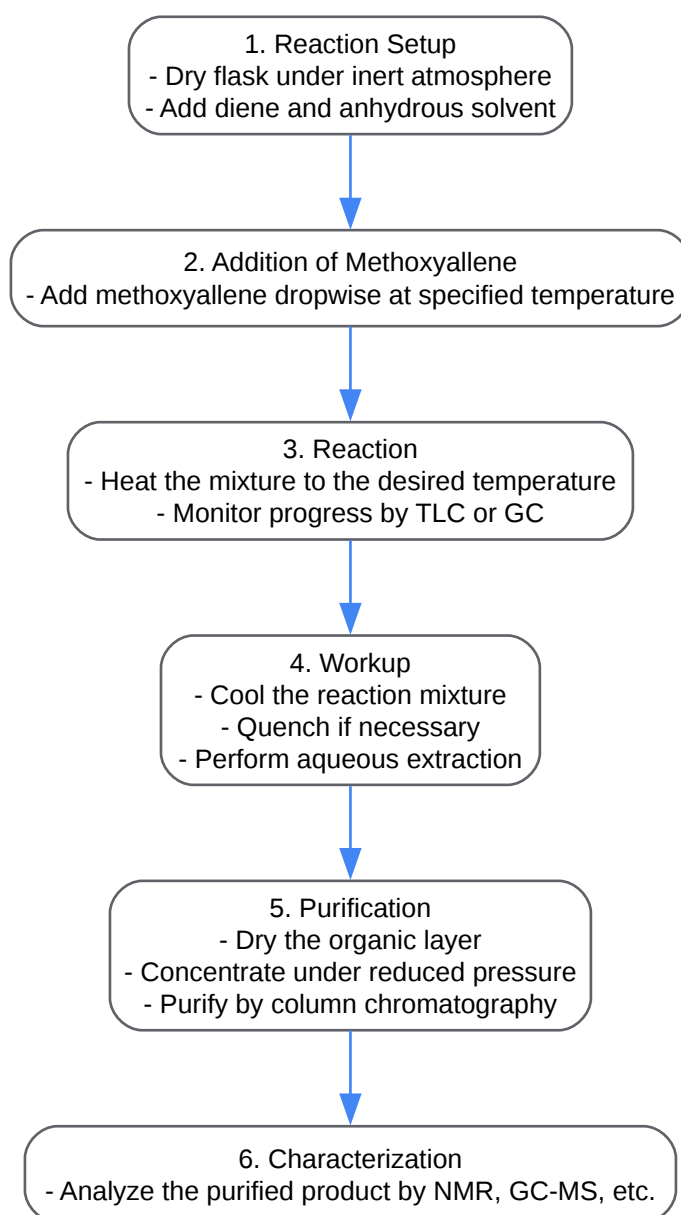 1. Reaction Setup
- Dry flask under inert atmosphere
- Add diene and anhydrous solvent
2. Addition of Methoxyallene
- Add methoxyallene dropwise at specified temperature
3. Reaction
- Heat the mixture to the desired temperature
- Monitor progress by TLC or GC
4. Workup
- Cool the reaction mixture
- Quench if necessary
- Perform aqueous extraction
5. Purification
- Dry the organic layer
- Concentrate under reduced pressure
- Purify by column chromatography
6. Characterization
- Analyze the purified product by NMR, GC-MS, etc.